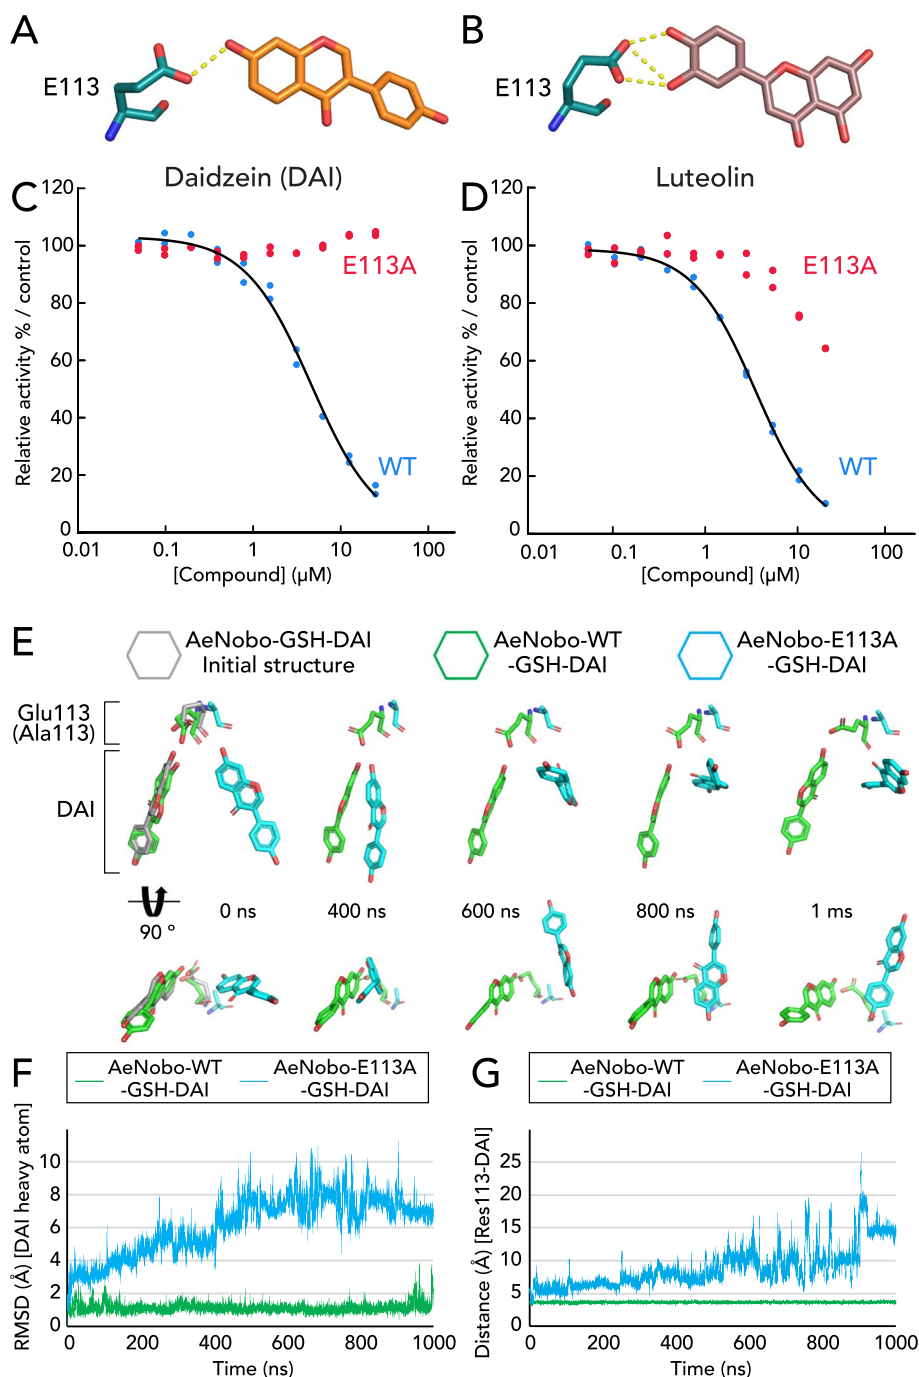 A
B
E113
E113
C
Daidzein (DAI)
D
Luteolin
Relative activity % / control
120
100
80
60
40
20
0
E113A
WT
0.01
0.1
1
10
100
[Compound] (μM)
Relative activity % / control
120
100
80
60
40
20
0
E113A
WT
0.01
0.1
1
10
100
[Compound] (μM)
E
AeNobo-GSH-DAI
Initial structure
AeNobo-WT
-GSH-DAI
AeNobo-E113A
-GSH-DAI
Glu113
(Ala113)
DAI
90 º
0 ns
400 ns
600 ns
800 ns
1 ms
F
AeNobo-WT
-GSH-DAI
AeNobo-E113A
-GSH-DAI
RMSD (Å) [DAI heavy atom]
10
8
6
4
2
0
0
200
400
600
800
1000
Time (ns)
G
AeNobo-WT
-GSH-DAI
AeNobo-E113A
-GSH-DAI
Distance (Å) [Res113-DAI]
25
20
15
10
5
0
0
200
400
600
800
1000
Time (ns)